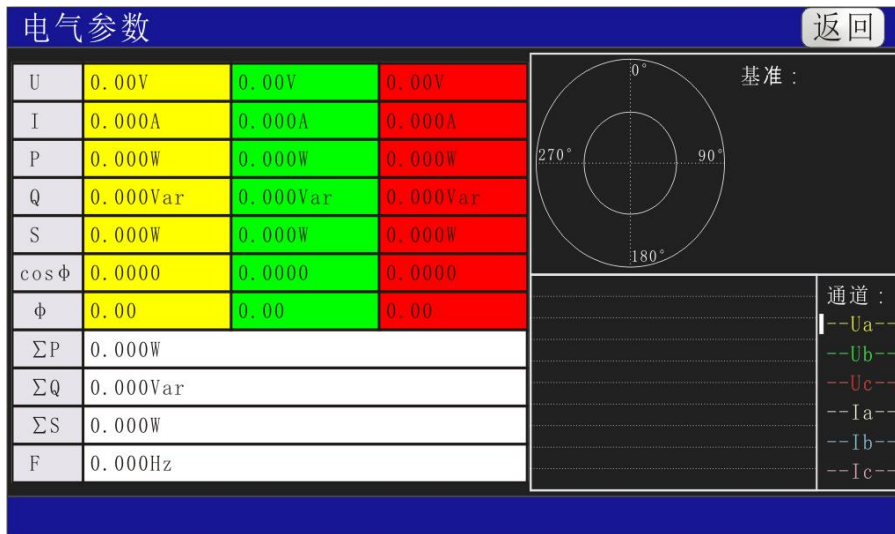 电气参数 返回
U 0.00V 0.00V 0.00V
I 0.000A 0.000A 0.000A
P 0.000W 0.000W 0.000W
Q 0.000Var 0.000Var 0.000Var
S 0.000W 0.000W 0.000W
cosϕ 0.0000 0.0000 0.0000
ϕ 0.00 0.00 0.00
ΣP 0.000W
ΣQ 0.000Var
ΣS 0.000W
F 0.000Hz
0° 基准：
270° 90°
180°
通道：
--Ua--
--Ub--
--Uc--
--Ia--
--Ib--
--Ic--